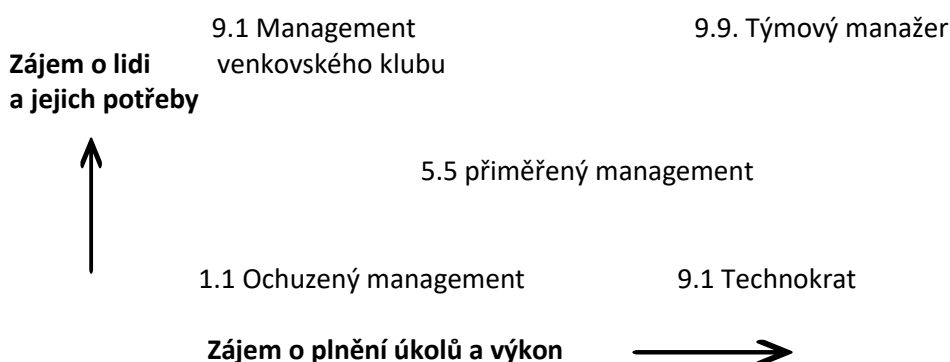 9.1 Management
9.9. Týmový manažer
Zájem o lidi
venkovského klubu
a jejich potřeby
5.5 přiměřený management
1.1 Ochuzený management
9.1 Technokrat
Zájem o plnění úkolů a výkon